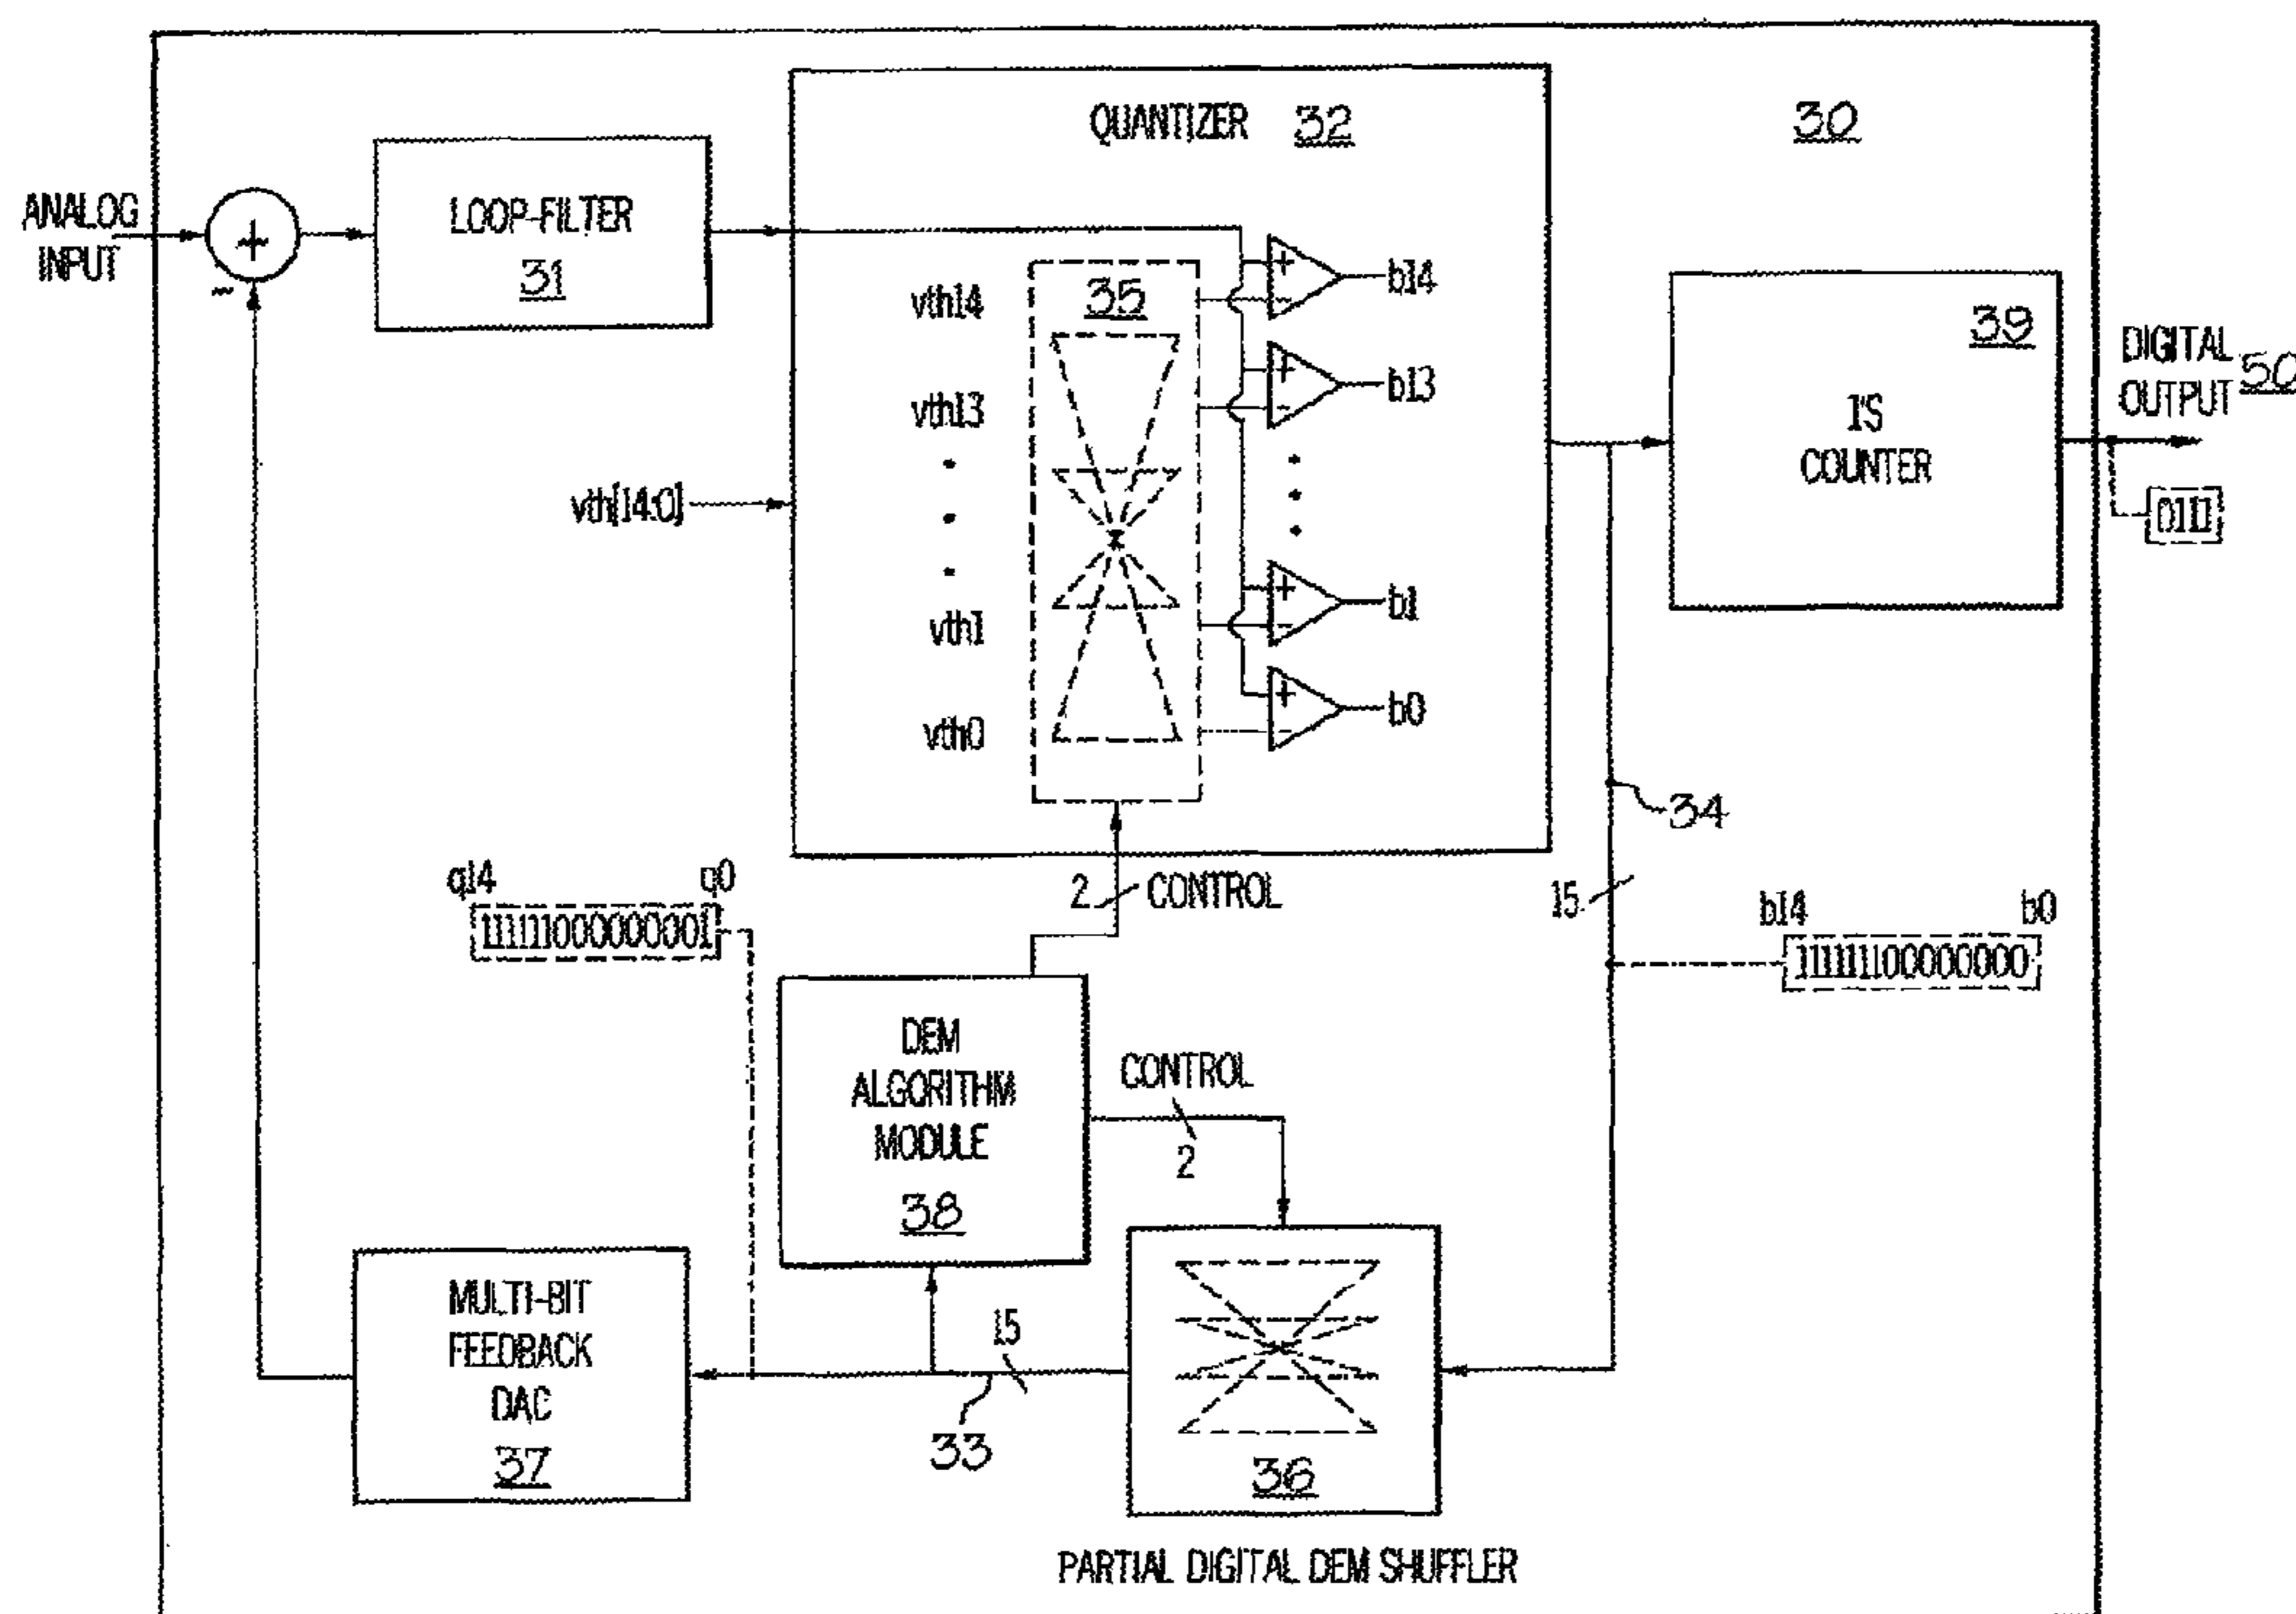 30
QUANTIZER 32
ANALOG
INPUT
+
-
LOOP-FILTER
31
vth[14:0]
vth14
vth13
vth1
vth0
35
+
-
b14
+
-
b13
+
-
b1
+
-
b0
39
1'S
COUNTER
DIGITAL
OUTPUT 50
0111
34
15
b14 b0
111111100000000
2 CONTROL
q14 q0
111111000000001
DEM
ALGORITHM
MODULE
38
CONTROL
2
MULTI-BIT
FEEDBACK
DAC
37
15
33
36
PARTIAL DIGITAL DEM SHUFFLER